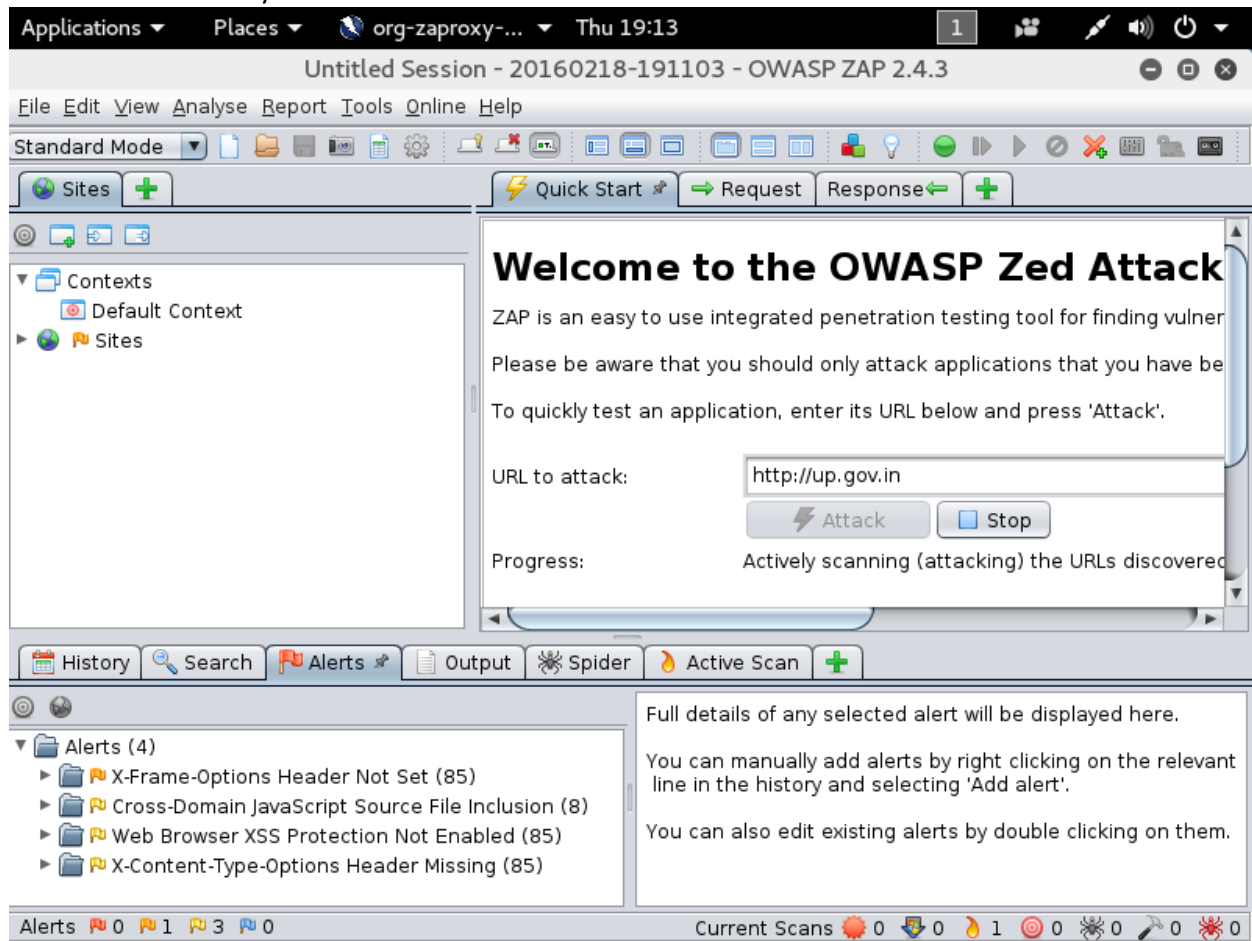 Applications Places org-zaproxy-... Thu 19:13 1
Untitled Session - 20160218-191103 - OWASP ZAP 2.4.3
File Edit View Analyse Report Tools Online Help
Standard Mode
Sites
Quick Start Request Response
Contexts
Default Context
Sites
Welcome to the OWASP Zed Attack
ZAP is an easy to use integrated penetration testing tool for finding vulner
Please be aware that you should only attack applications that you have be
To quickly test an application, enter its URL below and press 'Attack'.
URL to attack: http://up.gov.in
Attack Stop
Progress: Actively scanning (attacking) the URLs discovered
History Search Alerts Output Spider Active Scan
Alerts (4)
X-Frame-Options Header Not Set (85)
Cross-Domain JavaScript Source File Inclusion (8)
Web Browser XSS Protection Not Enabled (85)
X-Content-Type-Options Header Missing (85)
Full details of any selected alert will be displayed here.
You can manually add alerts by right clicking on the relevant
line in the history and selecting 'Add alert'.
You can also edit existing alerts by double clicking on them.
Alerts 0 1 3 0 Current Scans 0 0 1 0 0 0 0